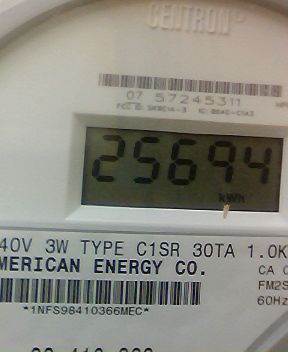 CENTRON®
07 57245311
25694
kWh
40V 3W TYPE C1SR 30TA 1.0K
MERICAN ENERGY CO.
CA 0
FM2S
60Hz
*1NFS98410366MEC*